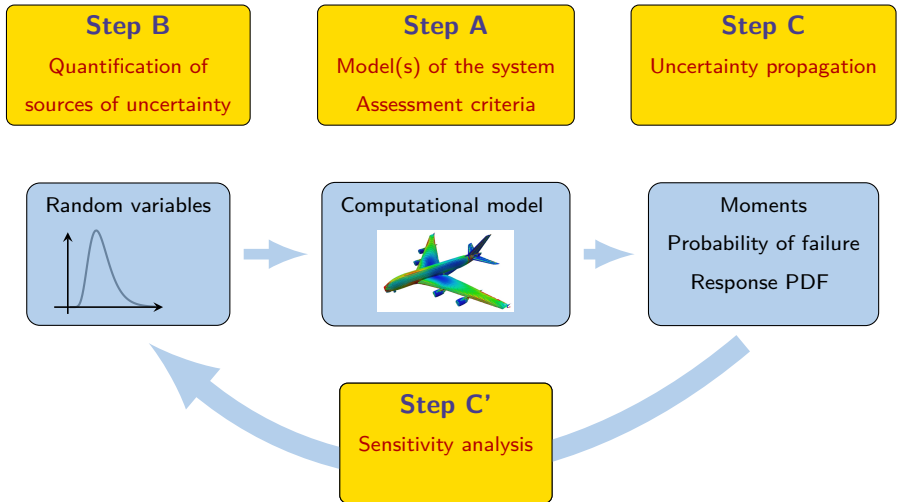 Step B
Quantification of
sources of uncertainty
Step A
Model(s) of the system
Assessment criteria
Step C
Uncertainty propagation
Random variables
Computational model
Moments
Probability of failure
Response PDF
Step C'
Sensitivity analysis